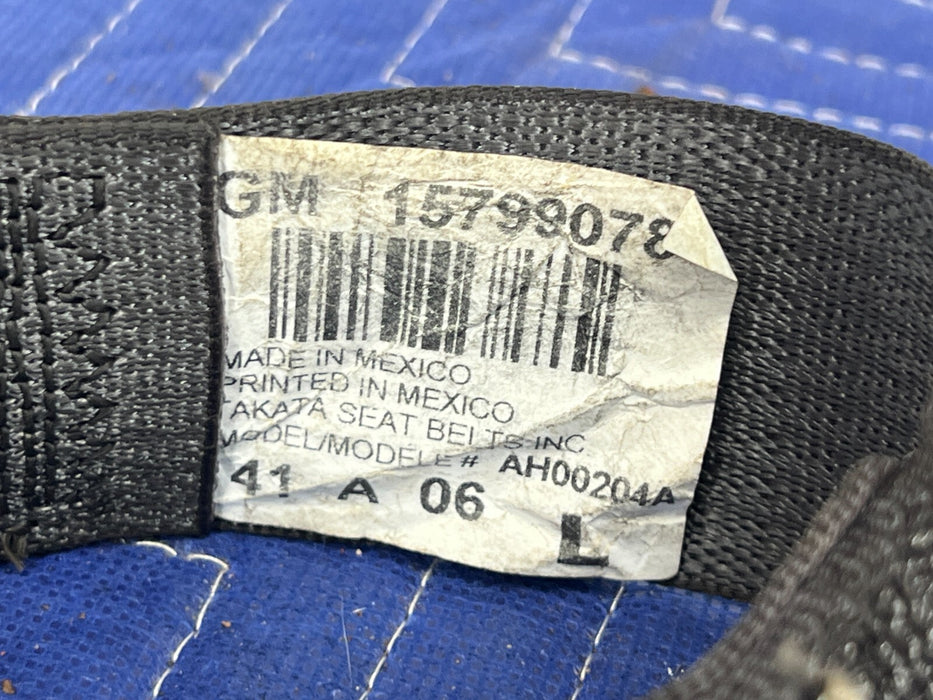 GM 15799078
MADE IN MEXICO
PRINTED IN MEXICO
TAKATA SEAT BELTS INC
MODEL/MODELE # AH00204A
41 A 06
L